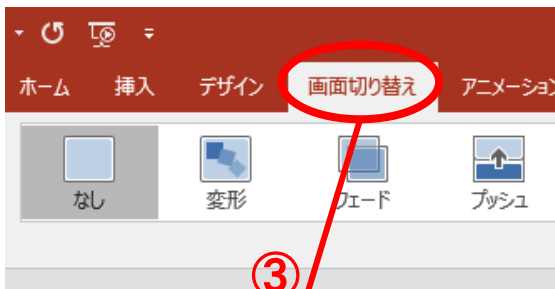 ホーム 挿入 デザイン 画面切り替え アニメーション
なし 変形 フェード プッシュ
③